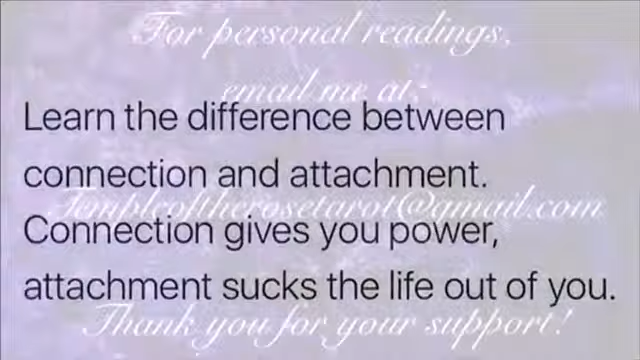 For personal readings,
email me at:-
Learn the difference between
connection and attachment.
Templeoftherosetarot@gmail.com
Connection gives you power,
attachment sucks the life out of you.
Thank you for your support!